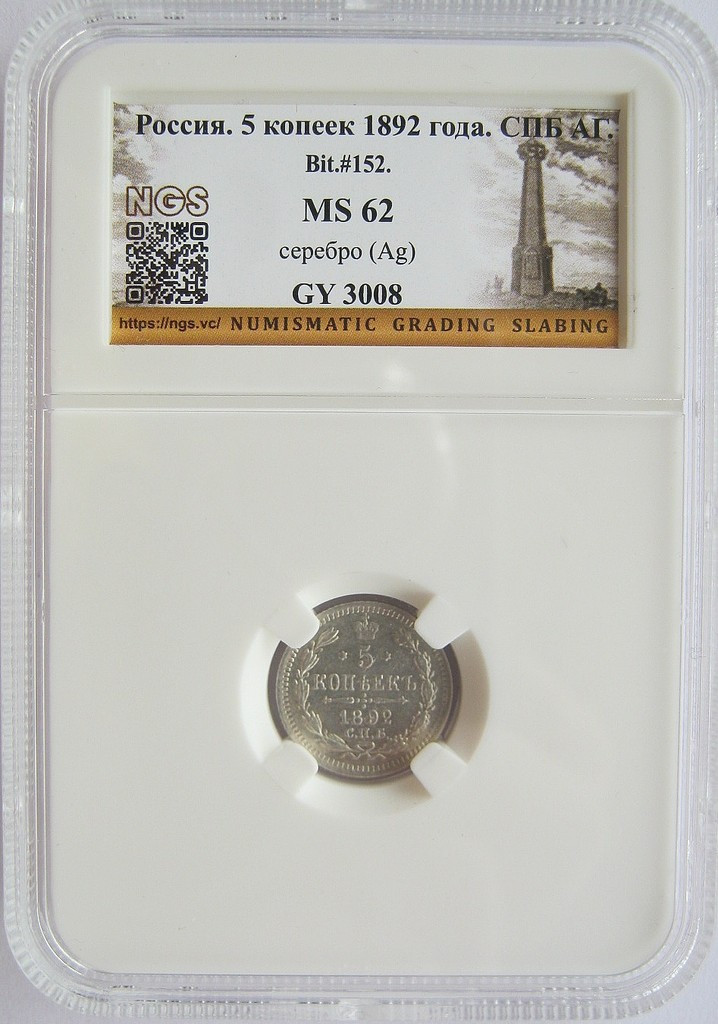 Россия. 5 копеек 1892 года. СПБ АГ.
Bit.#152.
NGS
MS 62
серебро (Ag)
GY 3008
https://ngs.vc/ NUMISMATIC GRADING SLABING
5
КОПѢЕКЪ
1892
С.П.Б.